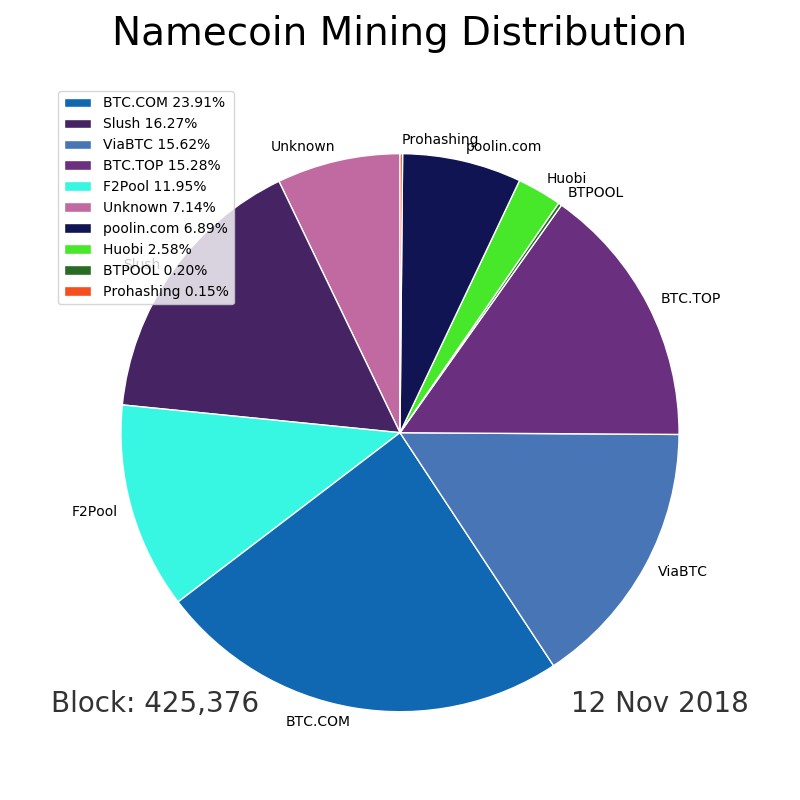 Namecoin Mining Distribution
BTC.COM 23.91%
Slush 16.27%
ViaBTC 15.62%
BTC.TOP 15.28%
F2Pool 11.95%
Unknown 7.14%
poolin.com 6.89%
Huobi 2.58%
BTPOOL 0.20%
Prohashing 0.15%
Unknown
Prohashing
poolin.com
Huobi
BTPOOL
Slush
BTC.TOP
F2Pool
ViaBTC
BTC.COM
Block: 425,376
12 Nov 2018